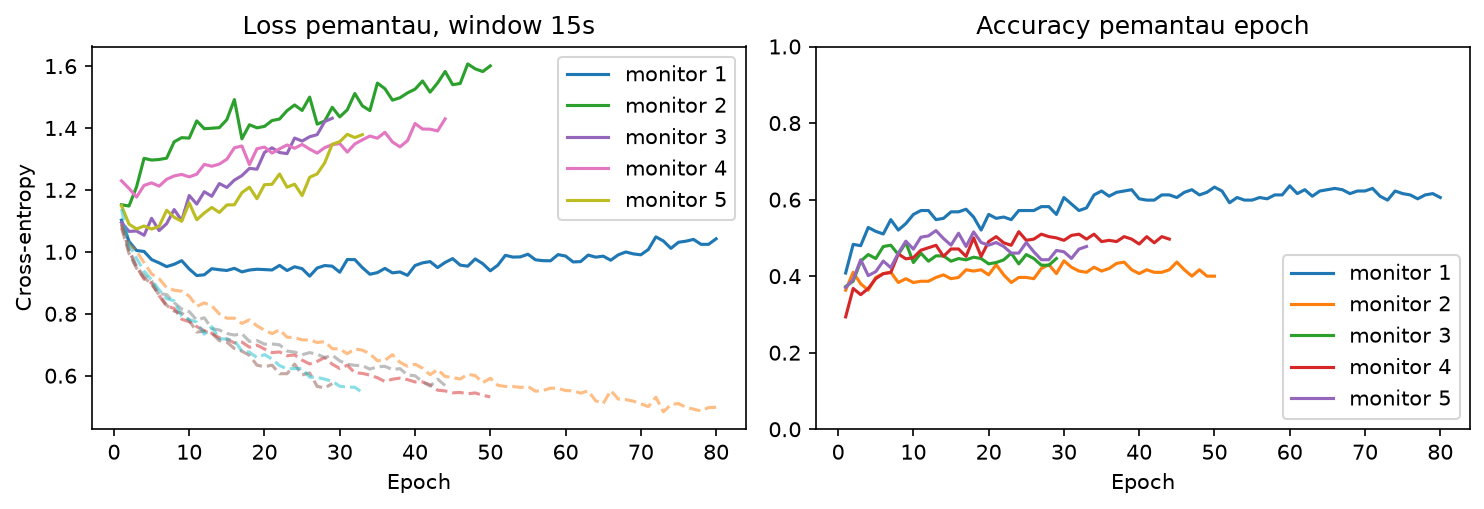 Loss pemantau, window 15s
Cross-entropy
1.6
1.4
1.2
1.0
0.8
0.6
0 10 20 30 40 50 60 70 80
Epoch
monitor 1
monitor 2
monitor 3
monitor 4
monitor 5
Accuracy pemantau epoch
1.0
0.8
0.6
0.4
0.2
0.0
0 10 20 30 40 50 60 70 80
Epoch
monitor 1
monitor 2
monitor 3
monitor 4
monitor 5